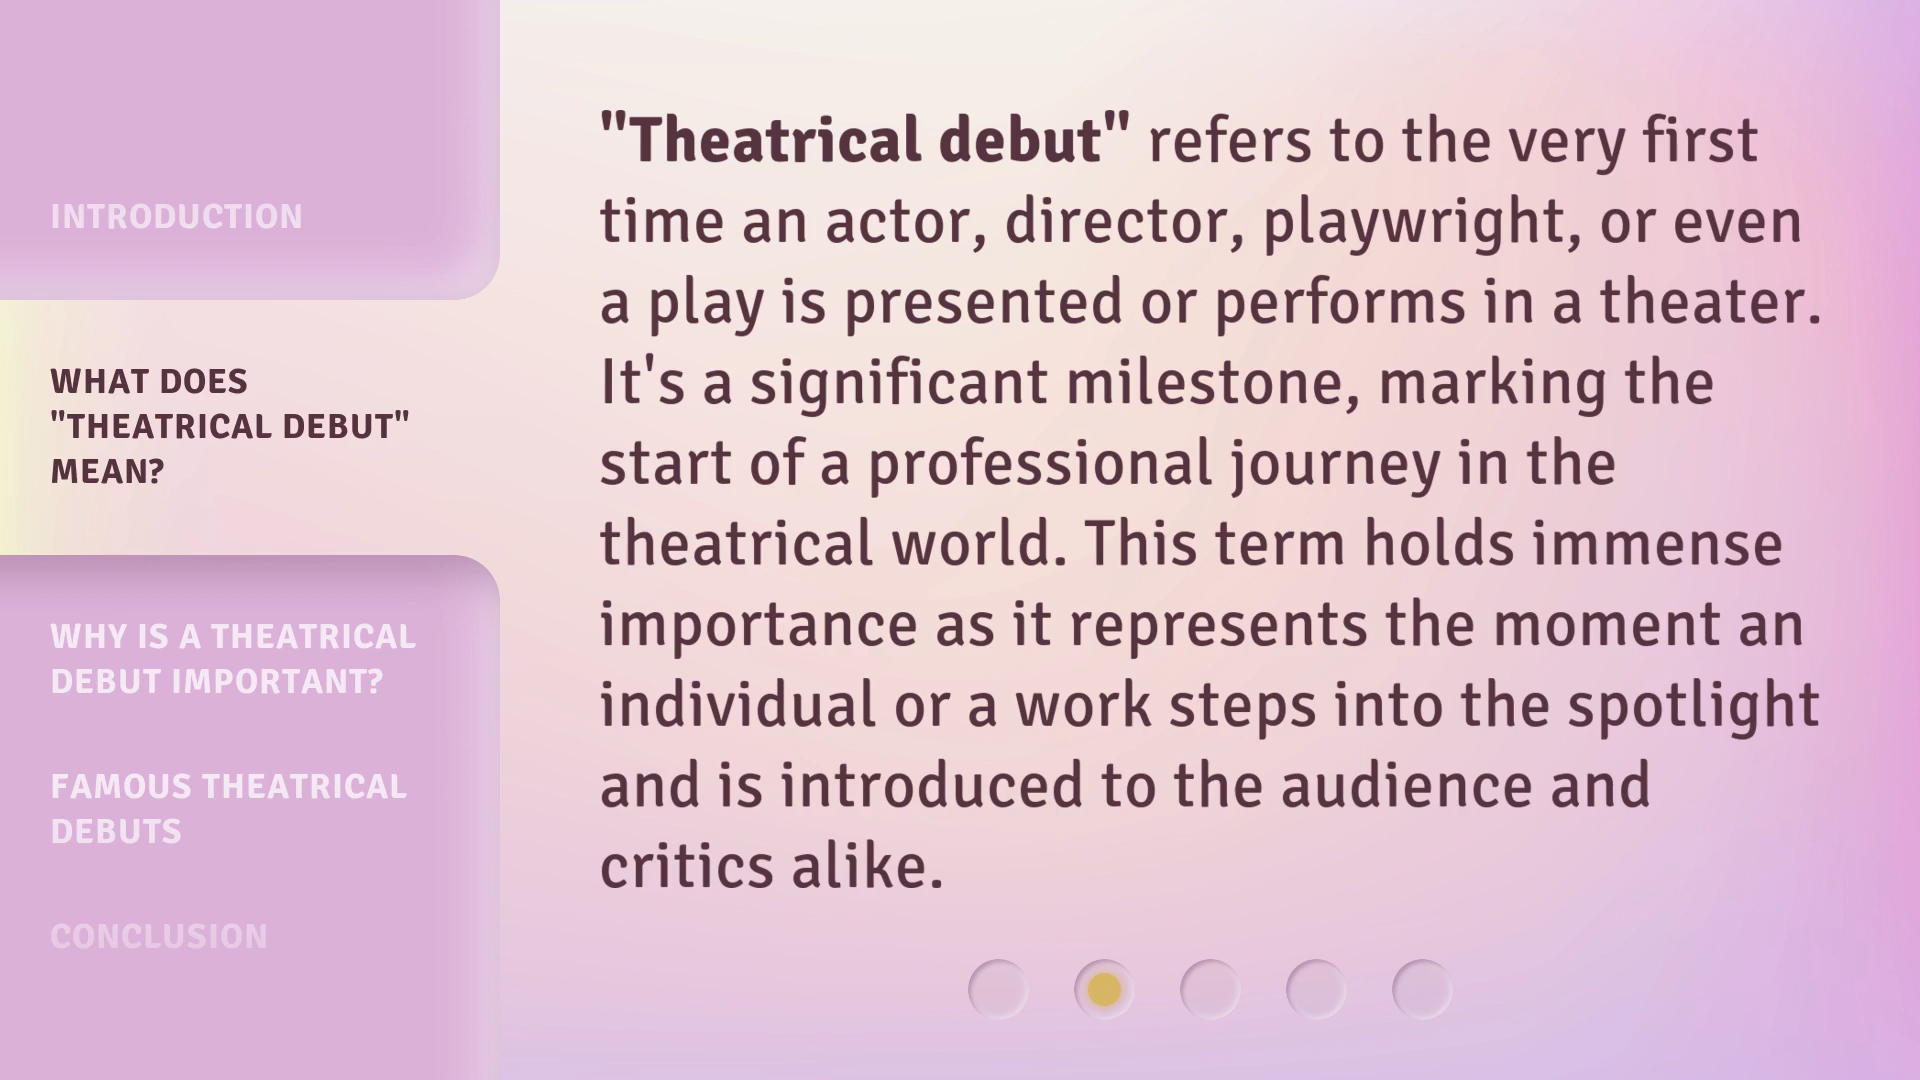 INTRODUCTION
WHAT DOES
"THEATRICAL DEBUT"
MEAN?
WHY IS A THEATRICAL
DEBUT IMPORTANT?
FAMOUS THEATRICAL
DEBUTS
CONCLUSION
"Theatrical debut" refers to the very first
time an actor, director, playwright, or even
a play is presented or performs in a theater.
It's a significant milestone, marking the
start of a professional journey in the
theatrical world. This term holds immense
importance as it represents the moment an
individual or a work steps into the spotlight
and is introduced to the audience and
critics alike.